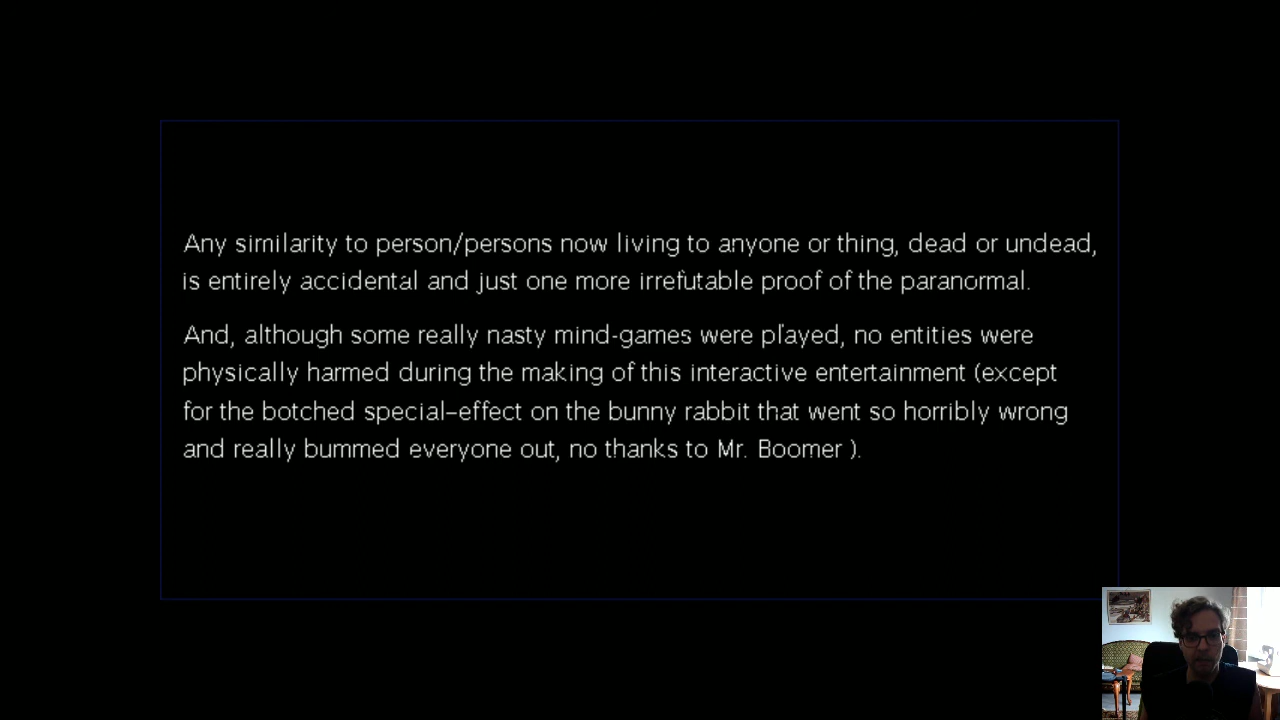 Any similarity to person/persons now living to anyone or thing, dead or undead,
is entirely accidental and just one more irrefutable proof of the paranormal.
And, although some really nasty mind-games were played, no entities were
physically harmed during the making of this interactive entertainment (except
for the botched special-effect on the bunny rabbit that went so horribly wrong
and really bummed everyone out, no thanks to Mr. Boomer ).